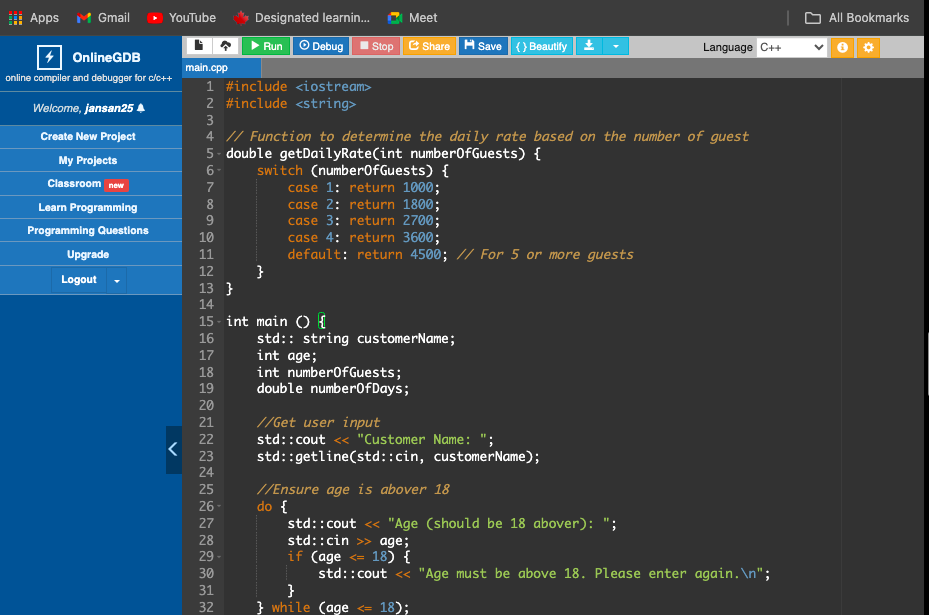 Apps Gmail YouTube Designated learnin... Meet All Bookmarks
OnlineGDB
online compiler and debugger for c/c++
Welcome, jansan25
Create New Project
My Projects
Classroom new
Learn Programming
Programming Questions
Upgrade
Logout
Run Debug Stop Share Save { } Beautify Language C++
main.cpp
1 #include <iostream>
2 #include <string>
3
4 // Function to determine the daily rate based on the number of guest
5 double getDailyRate(int numberOfGuests) {
6 switch (numberOfGuests) {
7 case 1: return 1000;
8 case 2: return 1800;
9 case 3: return 2700;
10 case 4: return 3600;
11 default: return 4500; // For 5 or more guests
12 }
13 }
14
15 int main () {
16 std:: string customerName;
17 int age;
18 int numberOfGuests;
19 double numberOfDays;
20
21 //Get user input
22 std::cout << "Customer Name: ";
23 std::getline(std::cin, customerName);
24
25 //Ensure age is abover 18
26 do {
27 std::cout << "Age (should be 18 abover): ";
28 std::cin >> age;
29 if (age <= 18) {
30 std::cout << "Age must be above 18. Please enter again.\n";
31 }
32 } while (age <= 18);